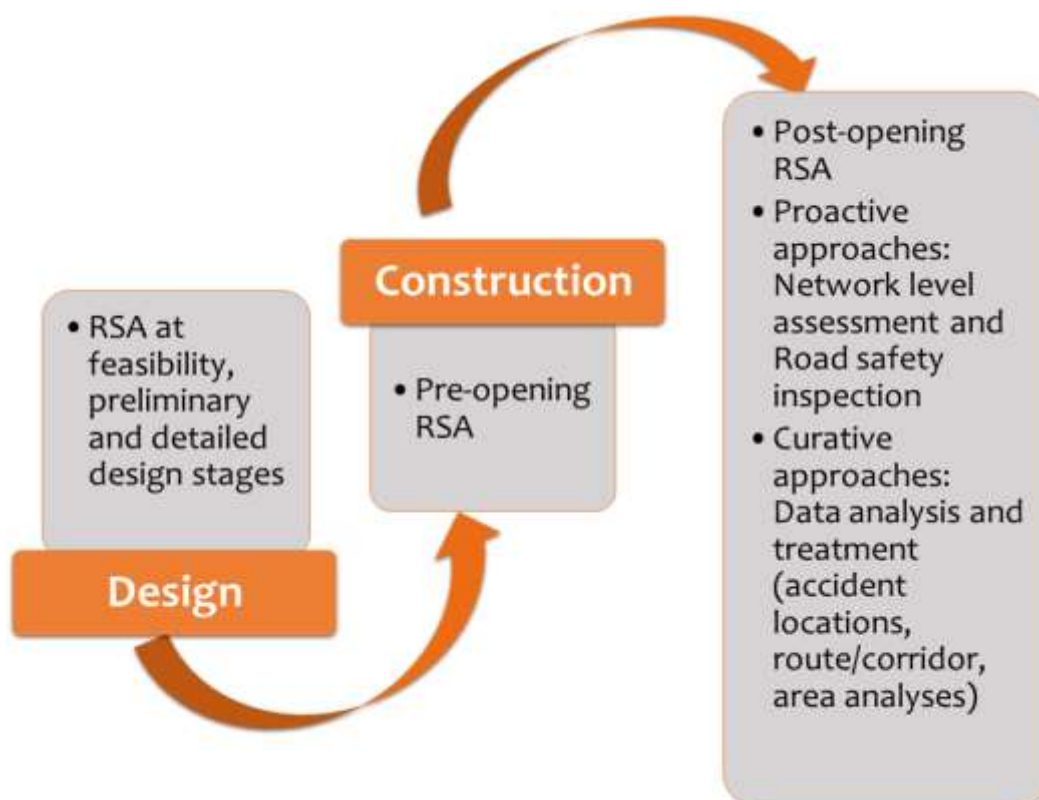 • RSA at
feasibility,
preliminary
and detailed
design stages
Design
Construction
• Pre-opening
RSA
• Post-opening
RSA
• Proactive
approaches:
Network level
assessment and
Road safety
inspection
• Curative
approaches:
Data analysis and
treatment
(accident
locations,
route/corridor,
area analyses)